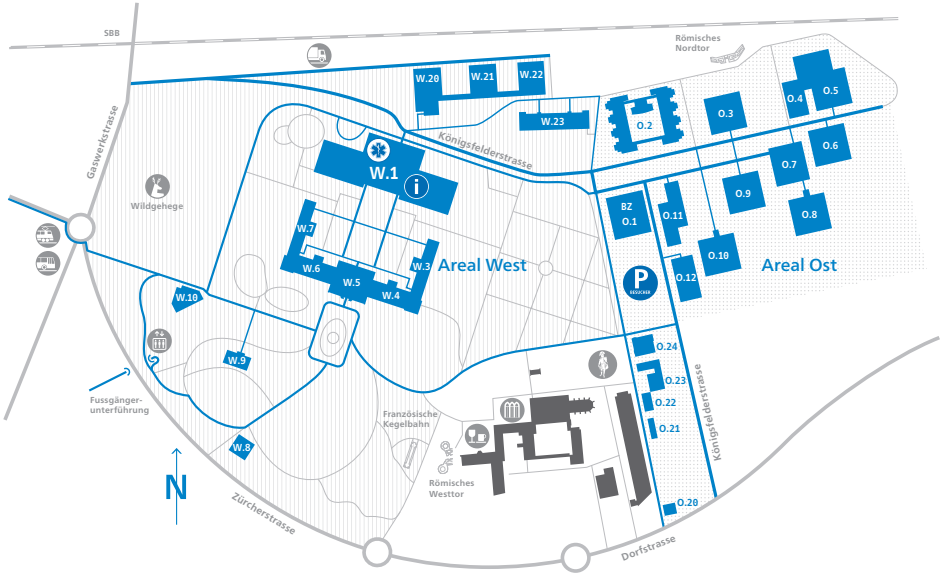 SBB
Römisches
Nordtor
W.20
W.21
W.22
W.23
O.2
O.3
O.4
O.5
O.6
O.7
Gaswerkstrasse
Königsfelderstrasse
W.1
i
Wildgehege
BZ
O.1
O.11
O.9
O.8
O.10
O.12
W.7
W.6
W.5
W.4
W.3
Areal West
Areal Ost
P
BESUCHER
W.10
W.9
W.8
O.24
O.23
O.22
O.21
O.20
Königsfelderstrasse
Fussgänger-
unterführung
Französische
Kegelbahn
Römisches
Westtor
N
Zürcherstrasse
Dorfstrasse